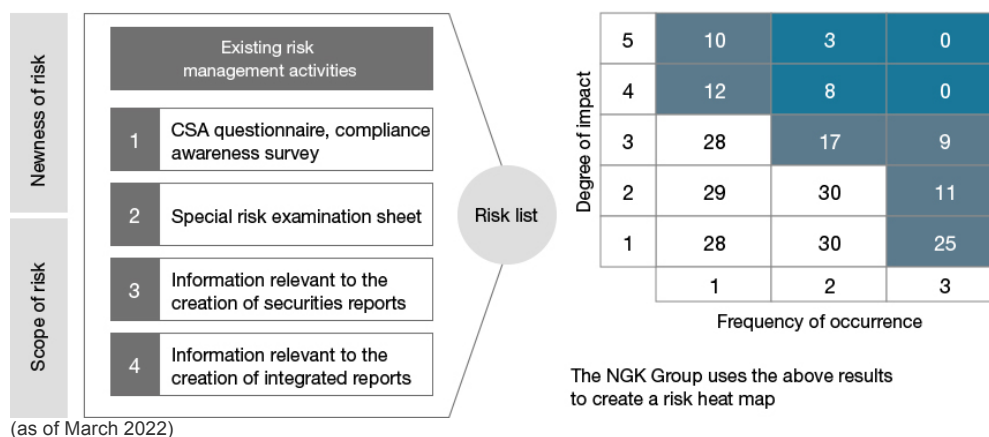 Newness of risk
Scope of risk
Existing risk
management activities
1
CSA questionnaire, compliance
awareness survey
2
Special risk examination sheet
3
Information relevant to the
creation of securities reports
4
Information relevant to the
creation of integrated reports
Risk list
Degree of impact
5 10 3 0
4 12 8 0
3 28 17 9
2 29 30 11
1 28 30 25
1 2 3
Frequency of occurrence
The NGK Group uses the above results
to create a risk heat map
(as of March 2022)